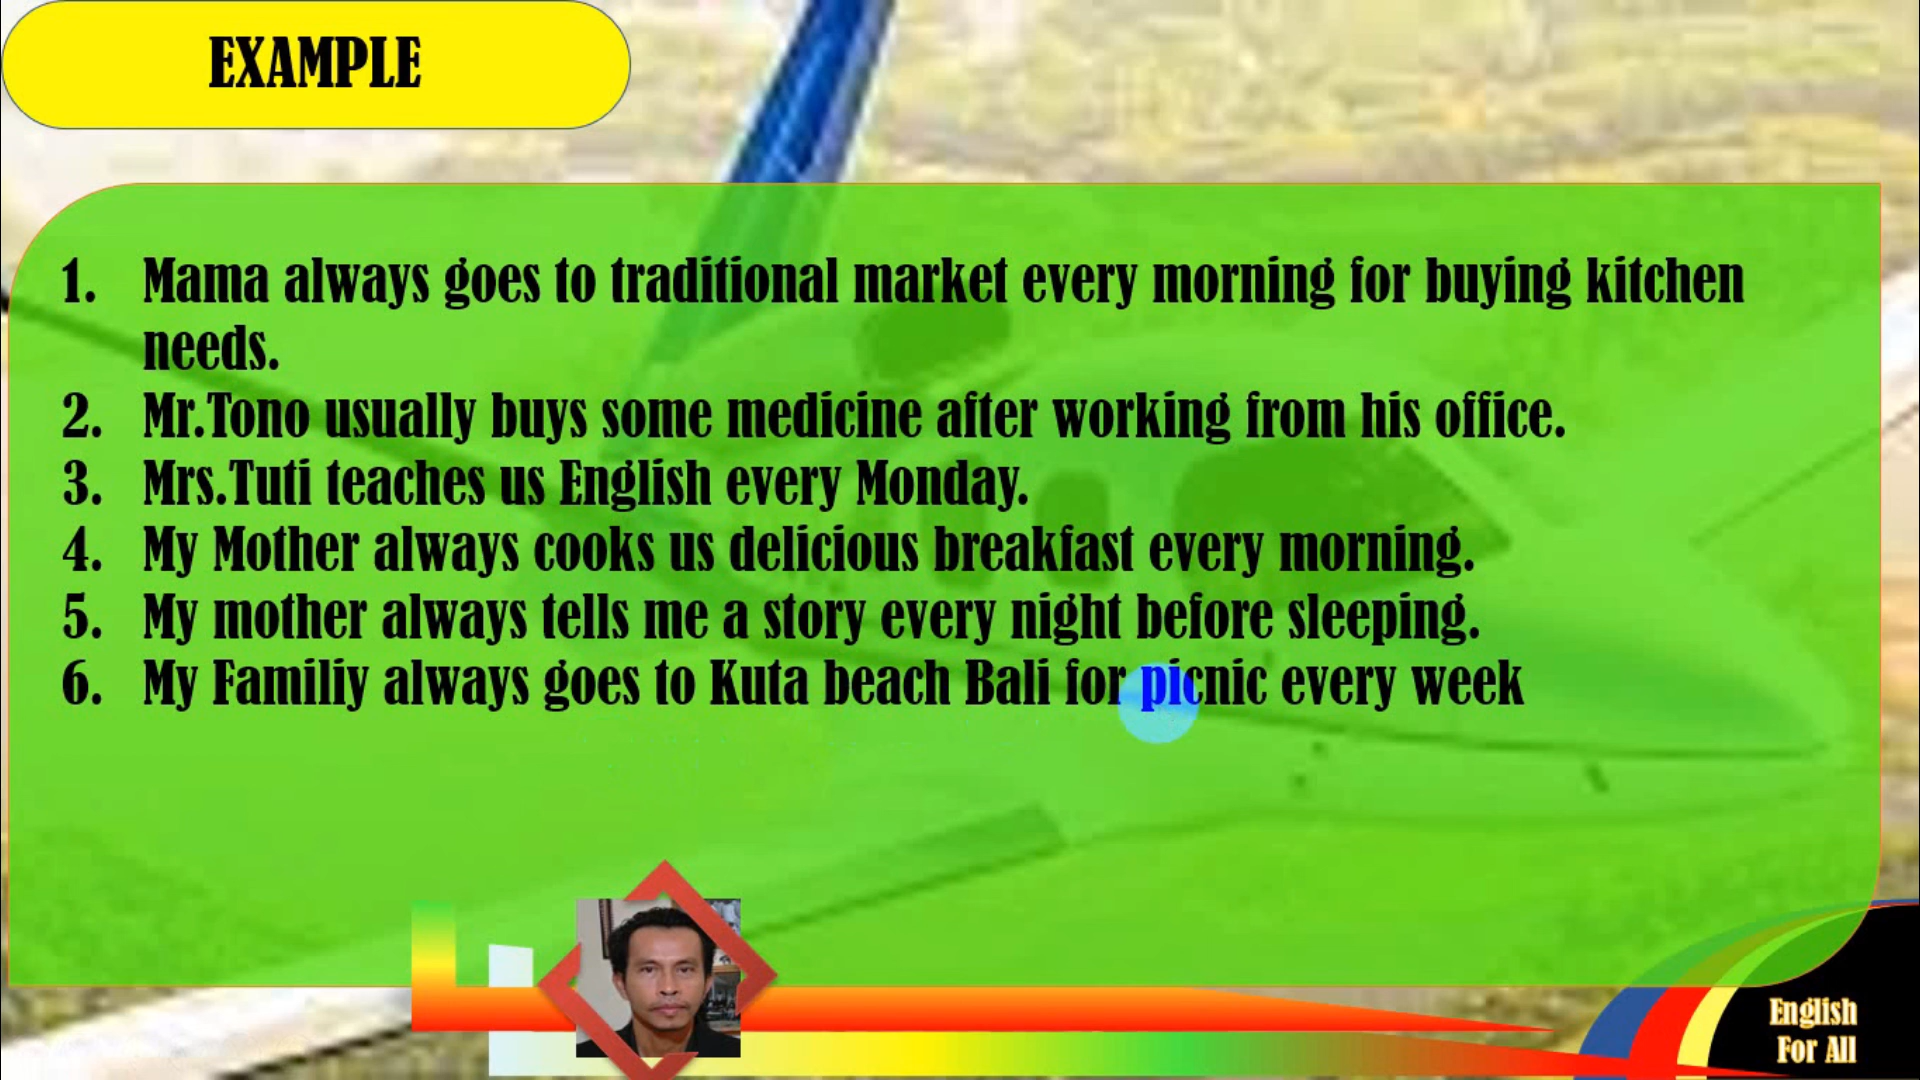 EXAMPLE
1. Mama always goes to traditional market every morning for buying kitchen
needs.
2. Mr.Tono usually buys some medicine after working from his office.
3. Mrs.Tuti teaches us English every Monday.
4. My Mother always cooks us delicious breakfast every morning.
5. My mother always tells me a story every night before sleeping.
6. My Familiy always goes to Kuta beach Bali for picnic every week
English
For All